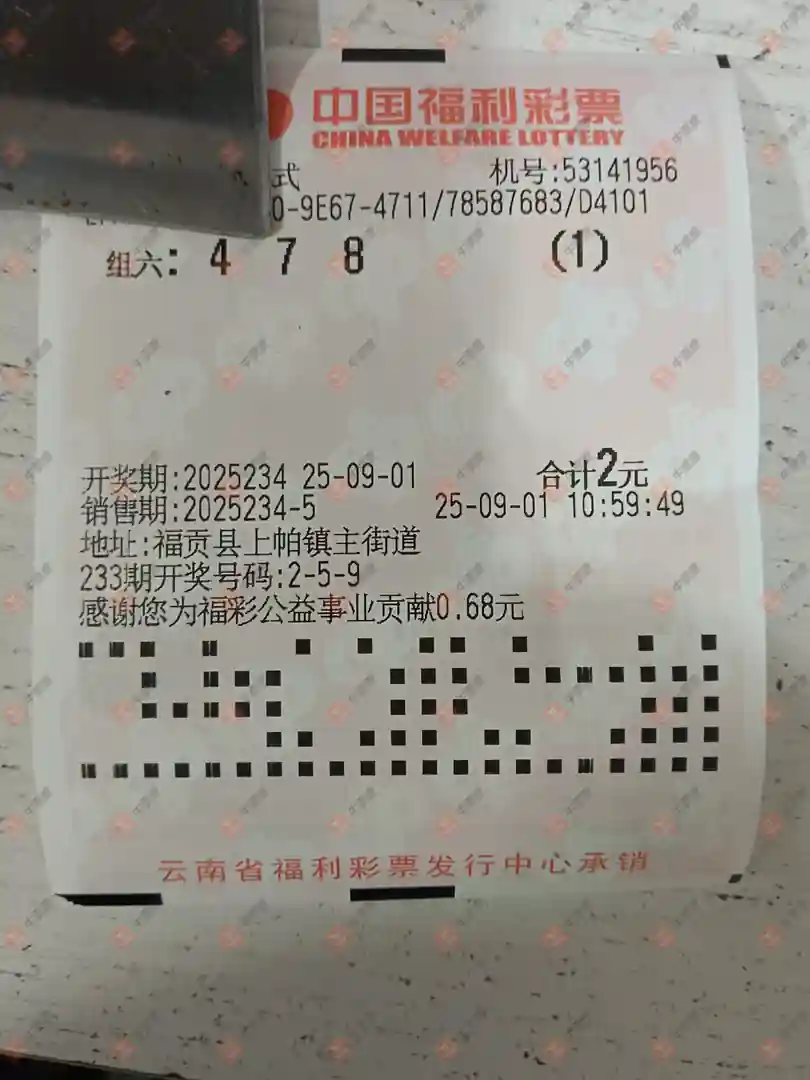 中国福利彩票
CHINA WELFARE LOTTERY
式 机号:53141956
0-9E67-4711/78587683/D4101
组六: 4 7 8 (1)
开奖期:2025234 25-09-01 合计2元
销售期:2025234-5 25-09-01 10:59:49
地址:福贡县上帕镇主街道
233期开奖号码:2-5-9
感谢您为福彩公益事业贡献0.68元
云南省福利彩票发行中心承销